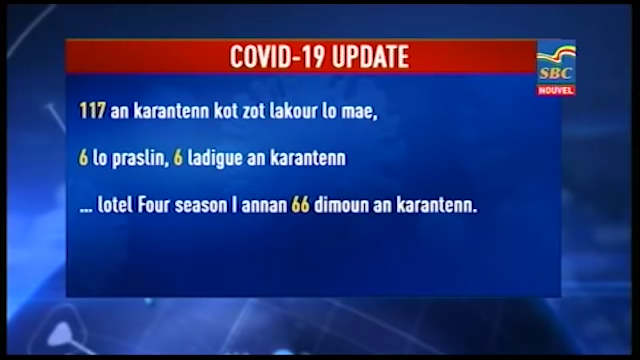 COVID-19 UPDATE
SBC
NOUVEL
117 an karantenn kot zot lakour lo mae,
6 lo praslin, 6 ladigue an karantenn
... lotel Four season I annan 66 dimoun an karantenn.